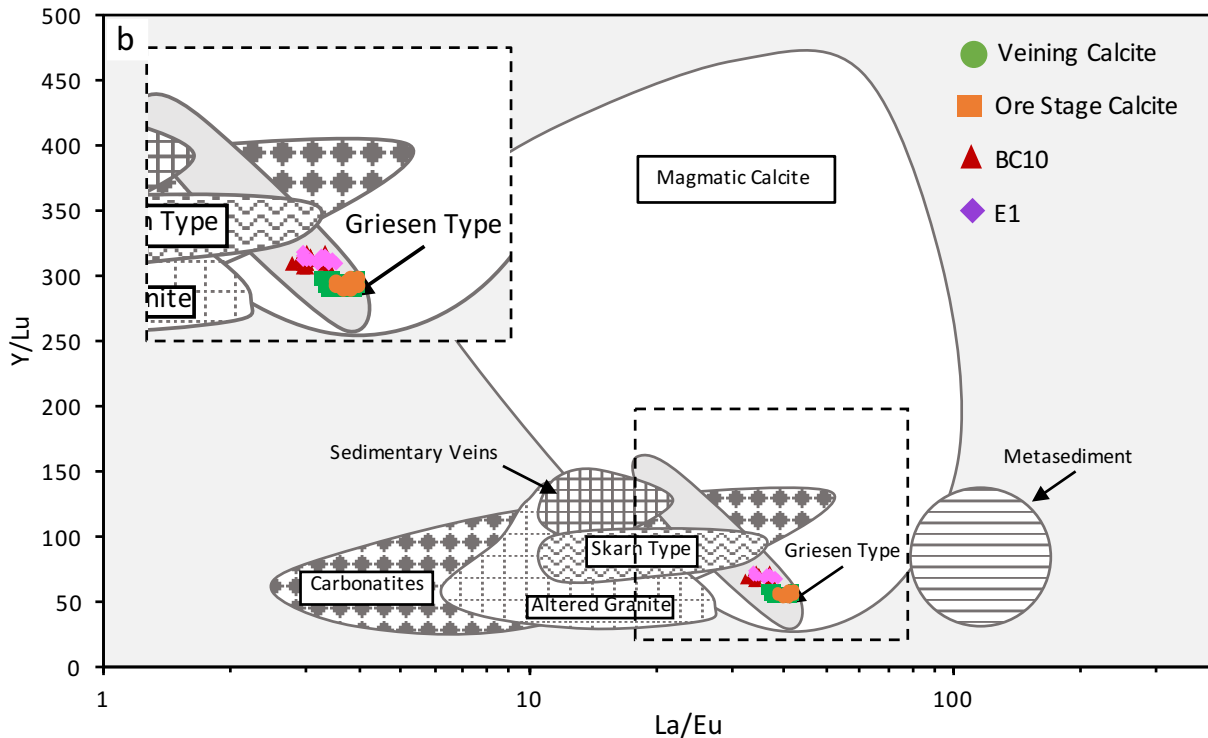 b
500
450
400
350
300
250
200
150
100
50
0
Y/Lu
1
10
100
La/Eu
Veining Calcite
Ore Stage Calcite
BC10
E1
Magmatic Calcite
Type
Griesen Type
nite
Sedimentary Veins
Metasediment
Skarn Type
Griesen Type
Carbonatites
Altered Granite